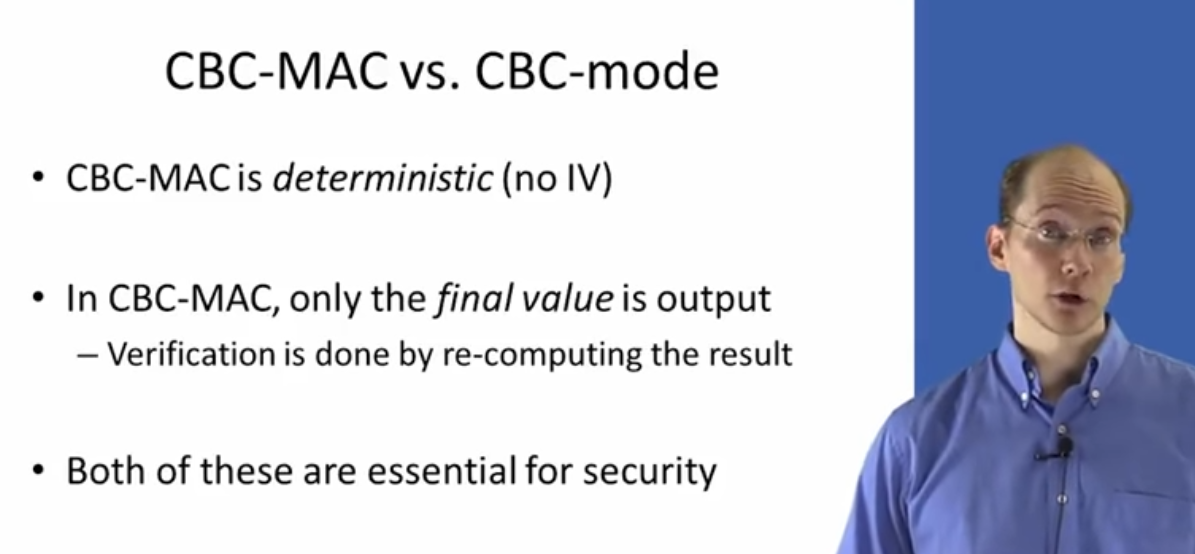 CBC-MAC vs. CBC-mode
• CBC-MAC is deterministic (no IV)
• In CBC-MAC, only the final value is output
– Verification is done by re-computing the result
• Both of these are essential for security